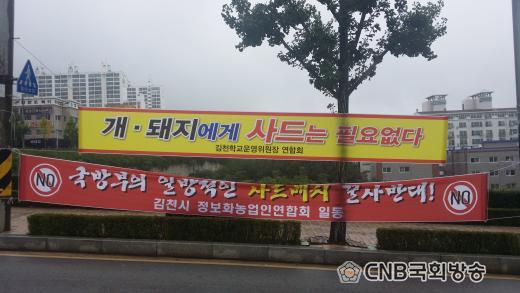 개·돼지에게 사드는 필요없다
김천학교운영위원장 연합회
NO 국방부의 일방적인 사드배치 결사반대! NO
김천시 정보화농업인연합회 일동
CNB국회방송